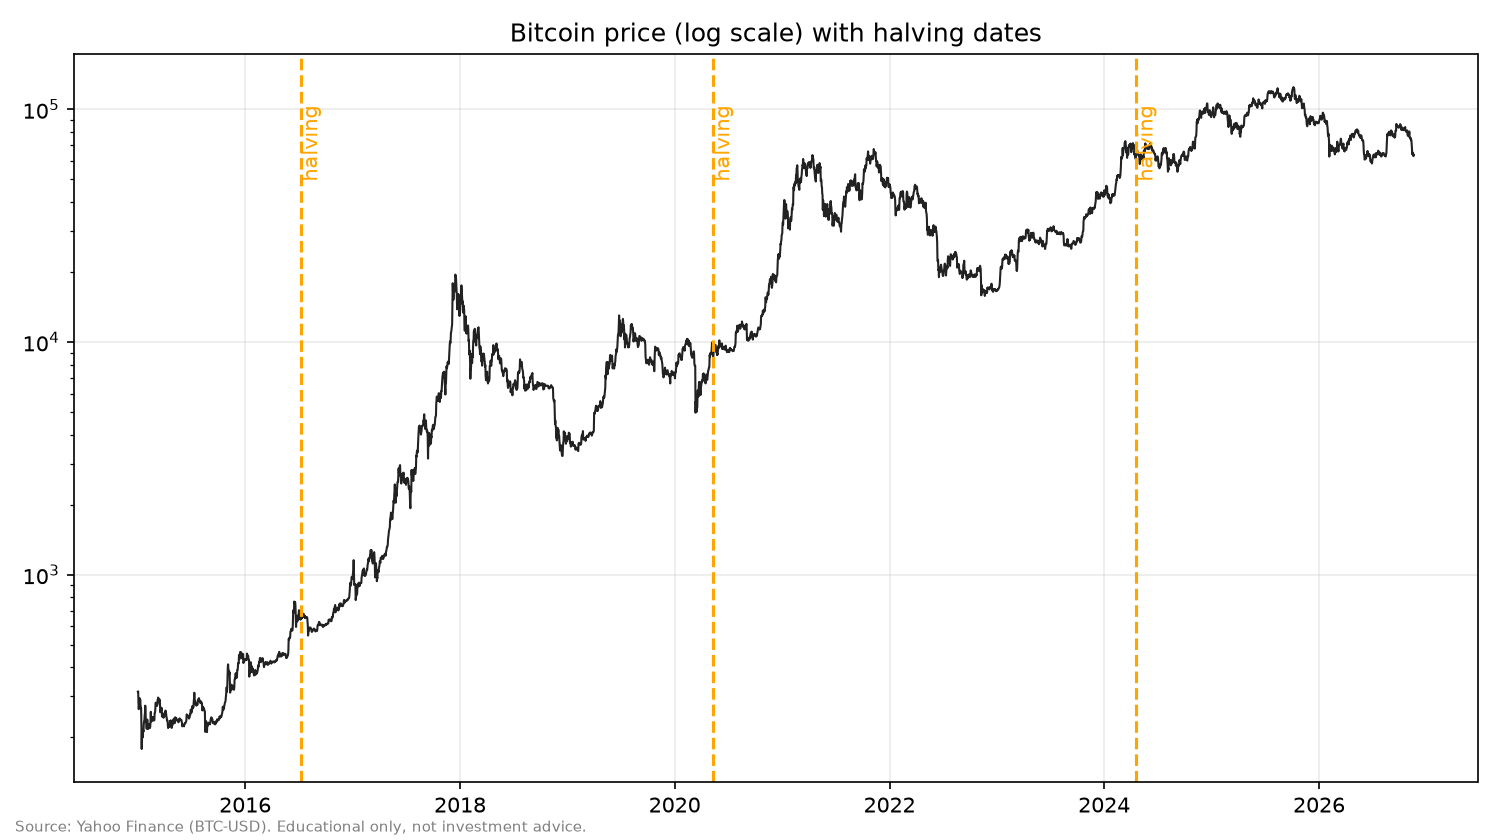 Bitcoin price (log scale) with halving dates
10⁵
10⁴
10³
halving
halving
halving
2016
2018
2020
2022
2024
2026
Source: Yahoo Finance (BTC-USD). Educational only, not investment advice.